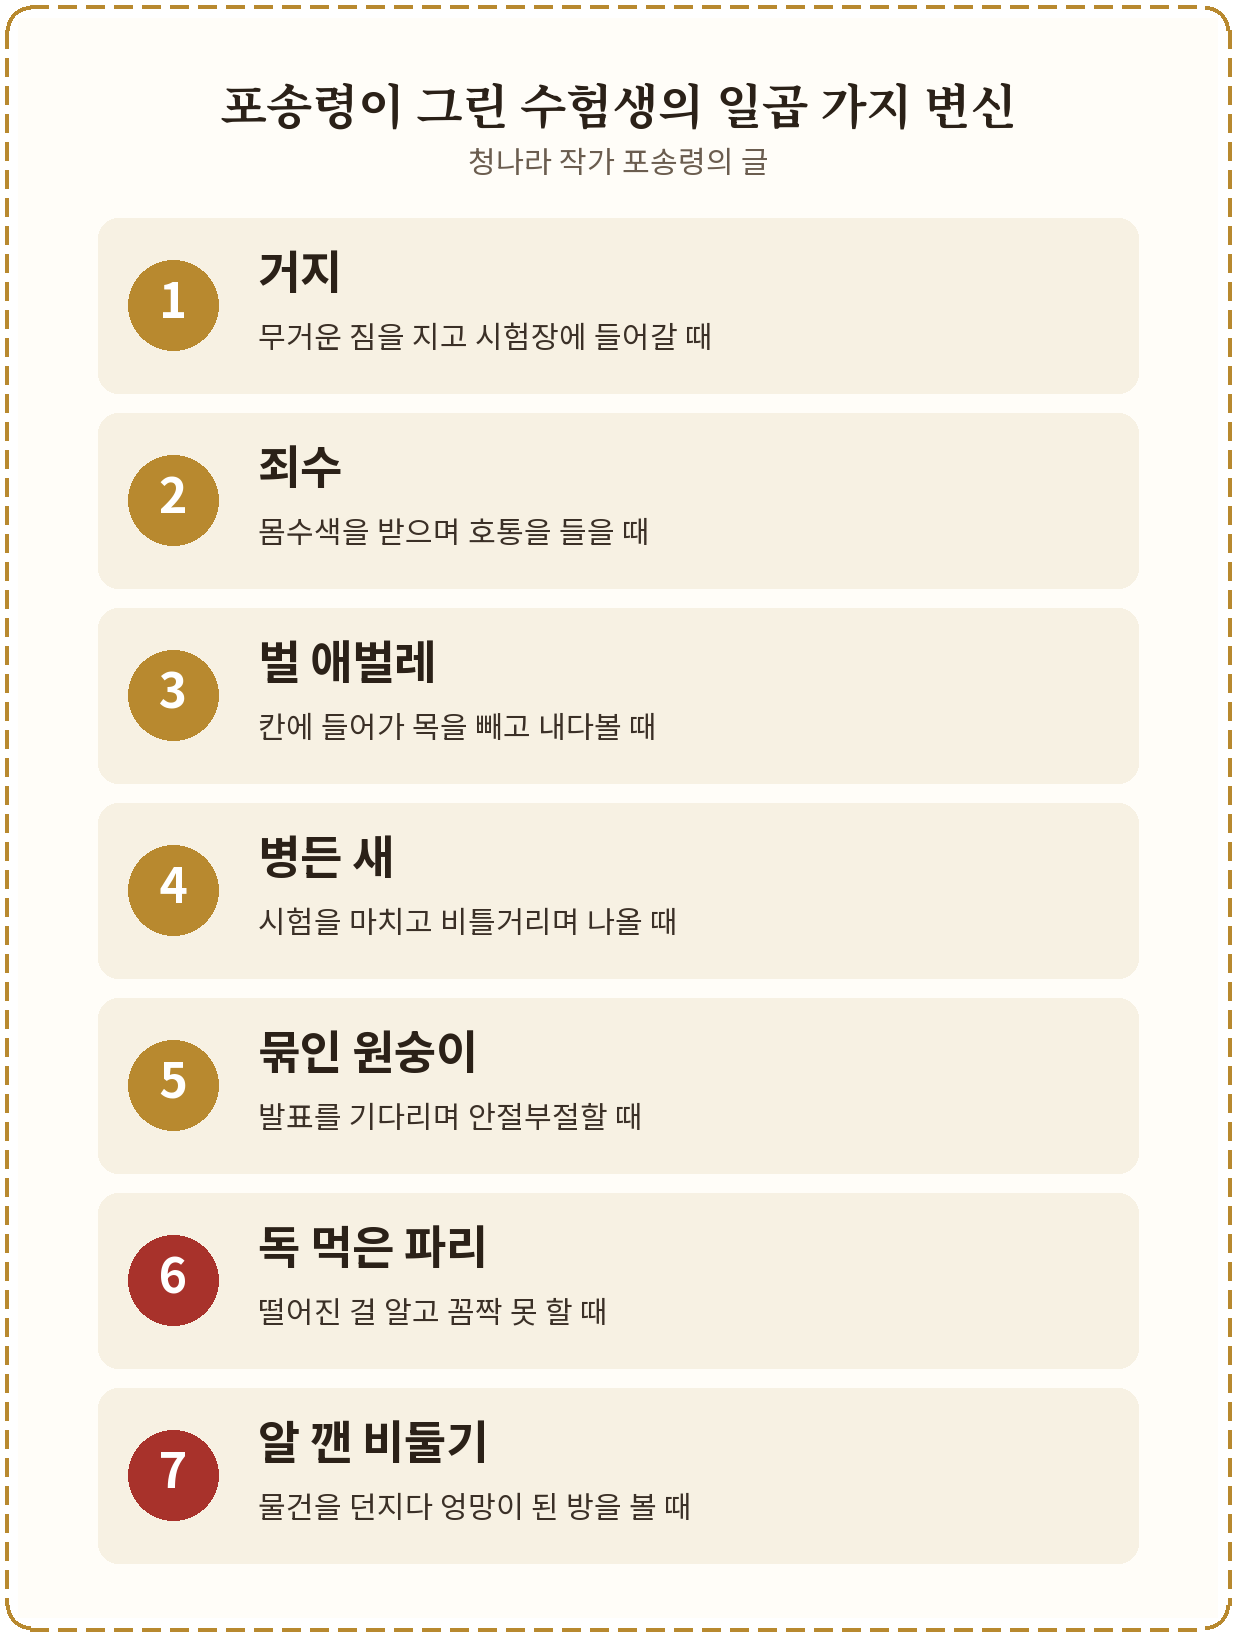 포송령이 그린 수험생의 일곱 가지 변신
청나라 작가 포송령의 글
1
거지
무거운 짐을 지고 시험장에 들어갈 때
2
죄수
몸수색을 받으며 호통을 들을 때
3
벌 애벌레
칸에 들어가 목을 빼고 내다볼 때
4
병든 새
시험을 마치고 비틀거리며 나올 때
5
묶인 원숭이
발표를 기다리며 안절부절할 때
6
독 먹은 파리
떨어진 걸 알고 꼼짝 못 할 때
7
알 깬 비둘기
물건을 던지다 엉망이 된 방을 볼 때